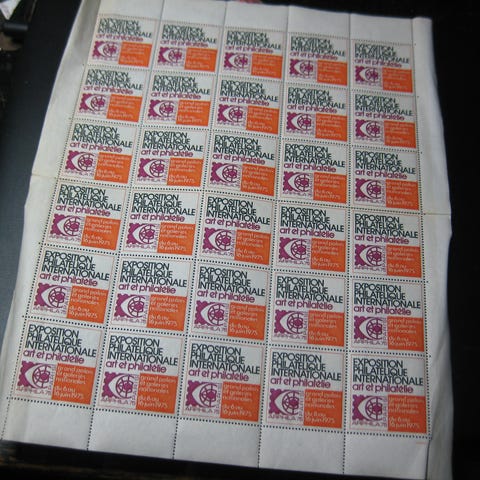 EXPOSITION
PHILATELIQUE
INTERNATIONALE
art et philatélie
grand palais
et galeries
nationales
du 6 au
16 juin 1975
ARPHILA 75
PARIS